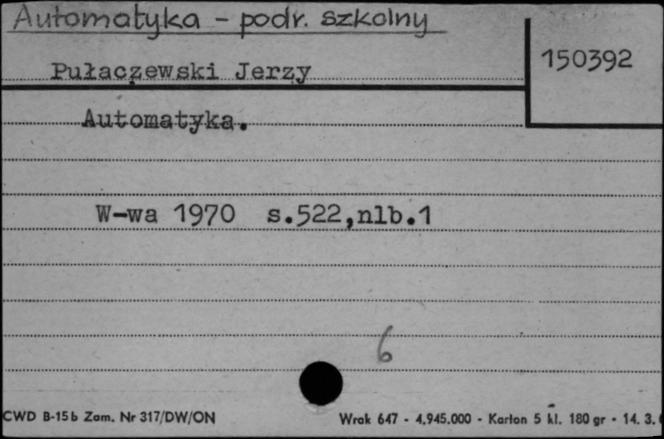 Automatyka - podr. szkolny
150392
Pułaczewski Jerzy
Automatyka.
W-wa 1970 s.522,nlb.1
6
CWD B-15b Zam. Nr 317/DW/ON
Wrak 647 - 4.945.000 - Karton 5 kl. 180 gr - 14. 3.